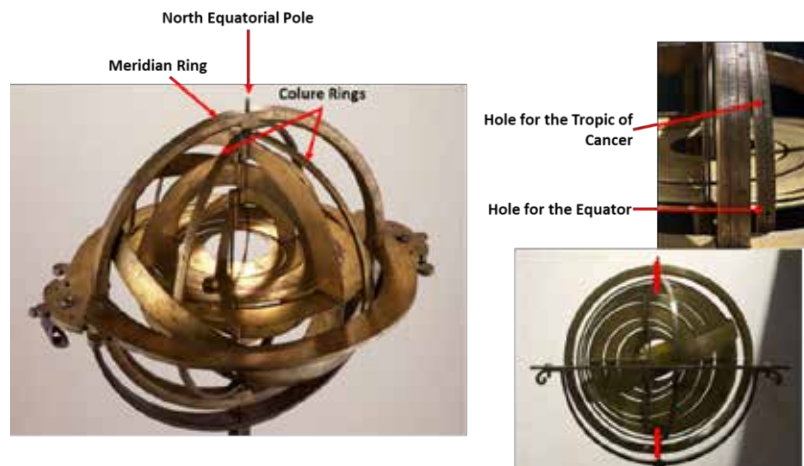 North Equatorial Pole
Meridian Ring
Colure Rings
Hole for the Tropic of
Cancer
Hole for the Equator